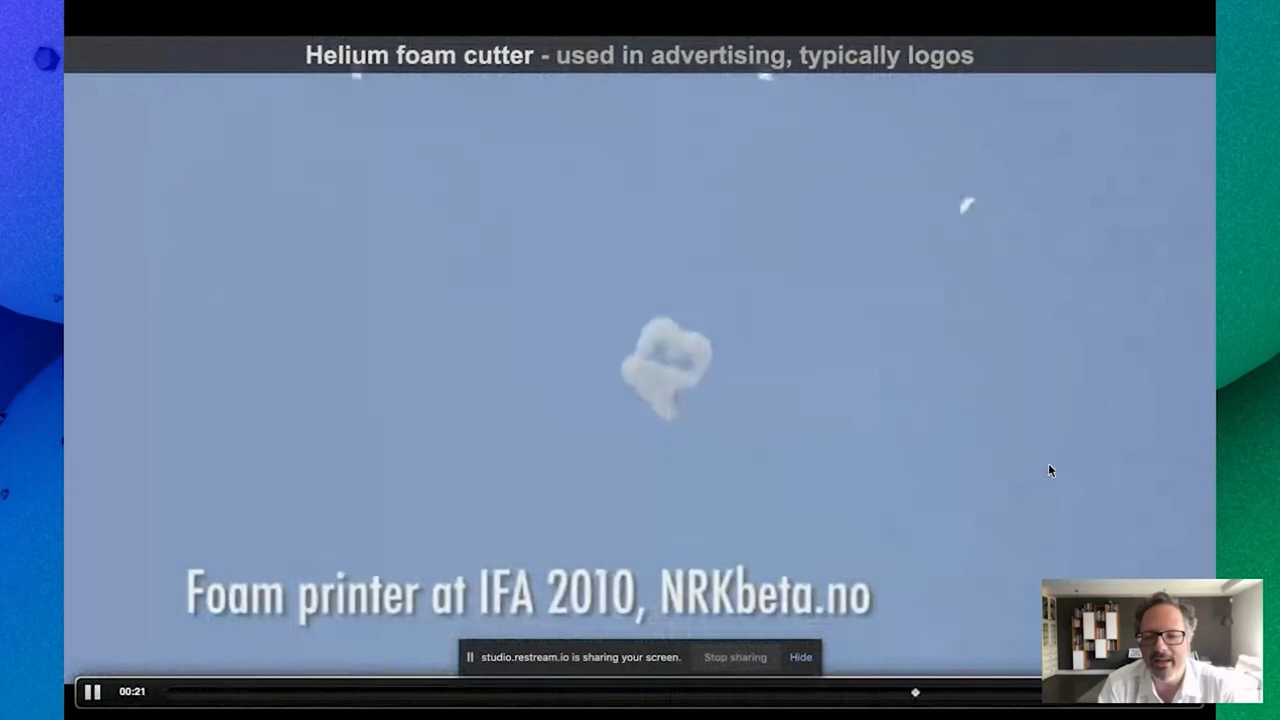 Helium foam cutter - used in advertising, typically logos
Foam printer at IFA 2010, NRKbeta.no
studio.restream.io is sharing your screen. Stop sharing Hide
00:21